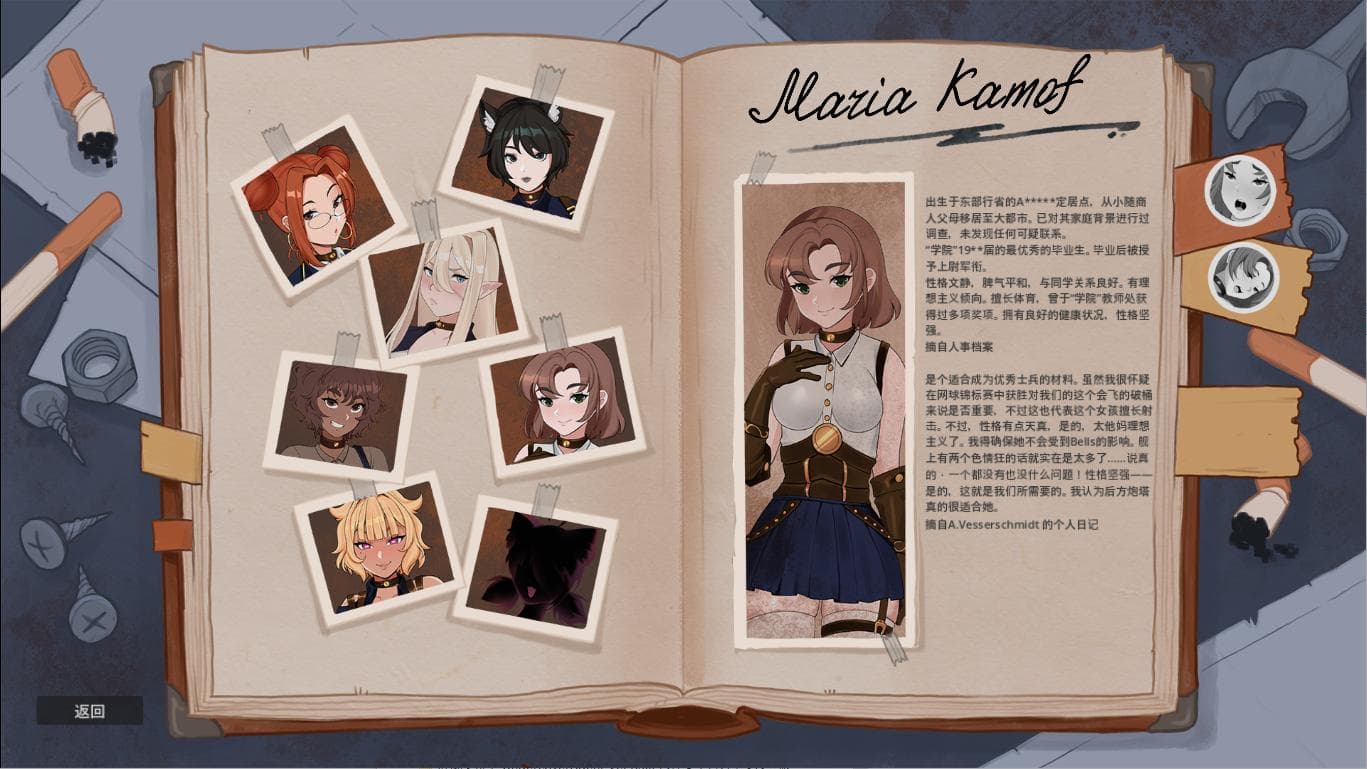 Maria Kamof
出生于东部行省的A*****定居点，从小随商
人父母移居至大都市。已对其家庭背景进行过
调查，未发现任何可疑联系。
“学院”19**届的最优秀的毕业生。毕业后被授
予上尉军衔。
性格文静，脾气平和，与同学关系良好。有理
想主义倾向。擅长体育，曾于“学院”教师处获
得过多项奖项。拥有良好的健康状况，性格坚
强。
摘自人事档案
是个适合成为优秀士兵的材料。虽然我很怀疑
在网球锦标赛中获胜对我们的这个会飞的破桶
来说是否重要，不过这也代表这个女孩擅长射
击。不过，性格有点天真，是的，太他妈理想
主义了。我得确保她不会受到Bells的影响。舰
上有两个色情狂的话就实在是太多了……说真
的·一个都没有也没什么问题！性格坚强——
是的，这就是我们所需要的。我认为后方炮塔
真的很适合她。
摘自A.Vesserschmidt 的个人日记
返回